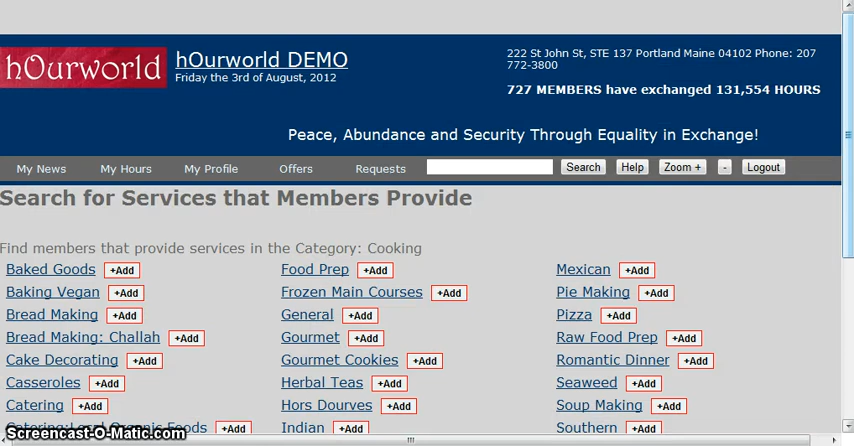 hOurworld
hOurworld DEMO
Friday the 3rd of August, 2012
222 St John St, STE 137 Portland Maine 04102 Phone: 207
772-3800
727 MEMBERS have exchanged 131,554 HOURS
Peace, Abundance and Security Through Equality in Exchange!
My News My Hours My Profile Offers Requests Search Help Zoom + - Logout
Search for Services that Members Provide
Find members that provide services in the Category: Cooking
Baked Goods +Add Food Prep +Add Mexican +Add
Baking Vegan +Add Frozen Main Courses +Add Pie Making +Add
Bread Making +Add General +Add Pizza +Add
Bread Making: Challah +Add Gourmet +Add Raw Food Prep +Add
Cake Decorating +Add Gourmet Cookies +Add Romantic Dinner +Add
Casseroles +Add Herbal Teas +Add Seaweed +Add
Catering +Add Hors Dourves +Add Soup Making +Add
Catering:Local Organic Foods +Add Indian +Add Southern +Add
Screencast-O-Matic.com